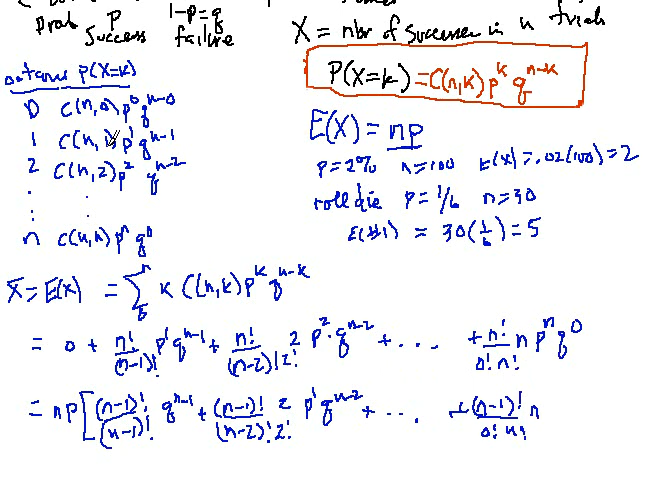 Prob p 1-p=q
Success failure
X = nbr of successes in n trials
P(X=k) = C(n,k) p^k q^(n-k)
outcome P(X=k)
0 C(n,0) p^0 q^(n-0)
1 C(n,1) p^1 q^(n-1)
2 C(n,2) p^2 q^(n-2)
: :
n C(n,n) p^n q^0
E(X) = np
p=2% n=100 E(X)=.02(100)=2
roll die p=1/6 n=30
E(#1) = 30(1/6)=5
X̄ = E(X) = Σ k C(n,k) p^k q^(n-k)
= 0 + n!/(n-1)! p^1 q^(n-1) + n!/((n-2)!2!) 2 p^2 · q^(n-2) + ... + n!/(0!n!) n p^n q^0
= np [ (n-1)!/(n-1)! q^(n-1) + (n-1)!/((n-2)!2!) 2 p^1 q^(n-2) + ... + (n-1)!/(0!n!) n